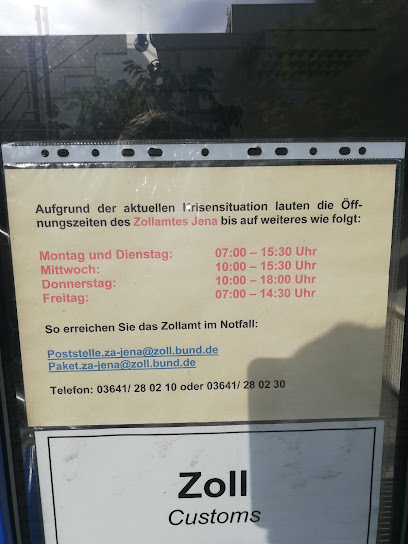 Aufgrund der aktuellen Krisensituation lauten die Öff-
nungszeiten des Zollamtes Jena bis auf weiteres wie folgt:
Montag und Dienstag: 07:00 – 15:30 Uhr
Mittwoch: 10:00 – 15:30 Uhr
Donnerstag: 10:00 – 18:00 Uhr
Freitag: 07:00 – 14:30 Uhr
So erreichen Sie das Zollamt im Notfall:
Poststelle.za-jena@zoll.bund.de
Paket.za-jena@zoll.bund.de
Telefon: 03641/ 28 02 10 oder 03641/ 28 02 30
Zoll
Customs